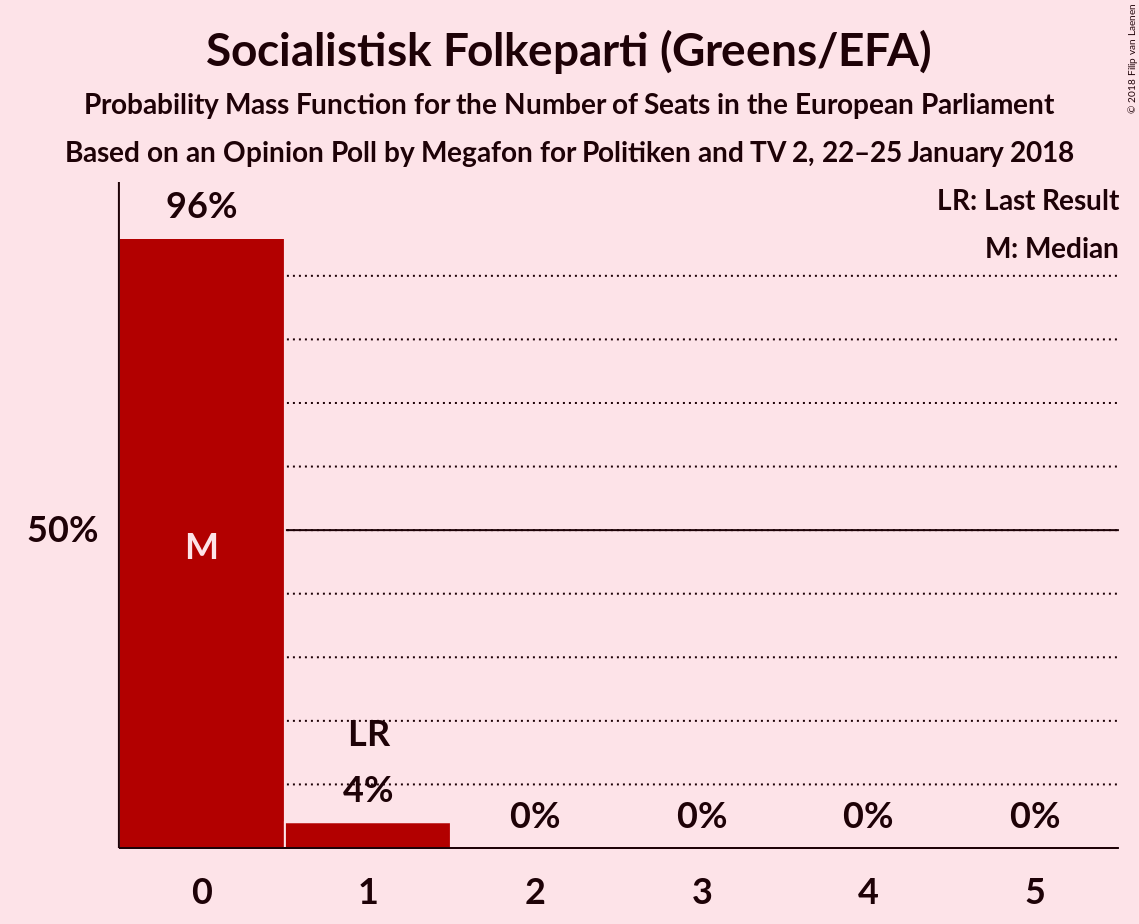 Socialistisk Folkeparti (Greens/EFA)
Probability Mass Function for the Number of Seats in the European Parliament
Based on an Opinion Poll by Megafon for Politiken and TV 2, 22–25 January 2018
© 2018 Filip van Laenen
LR: Last Result
M: Median
96%
50%
M
LR
4%
0% 0% 0% 0%
0 1 2 3 4 5